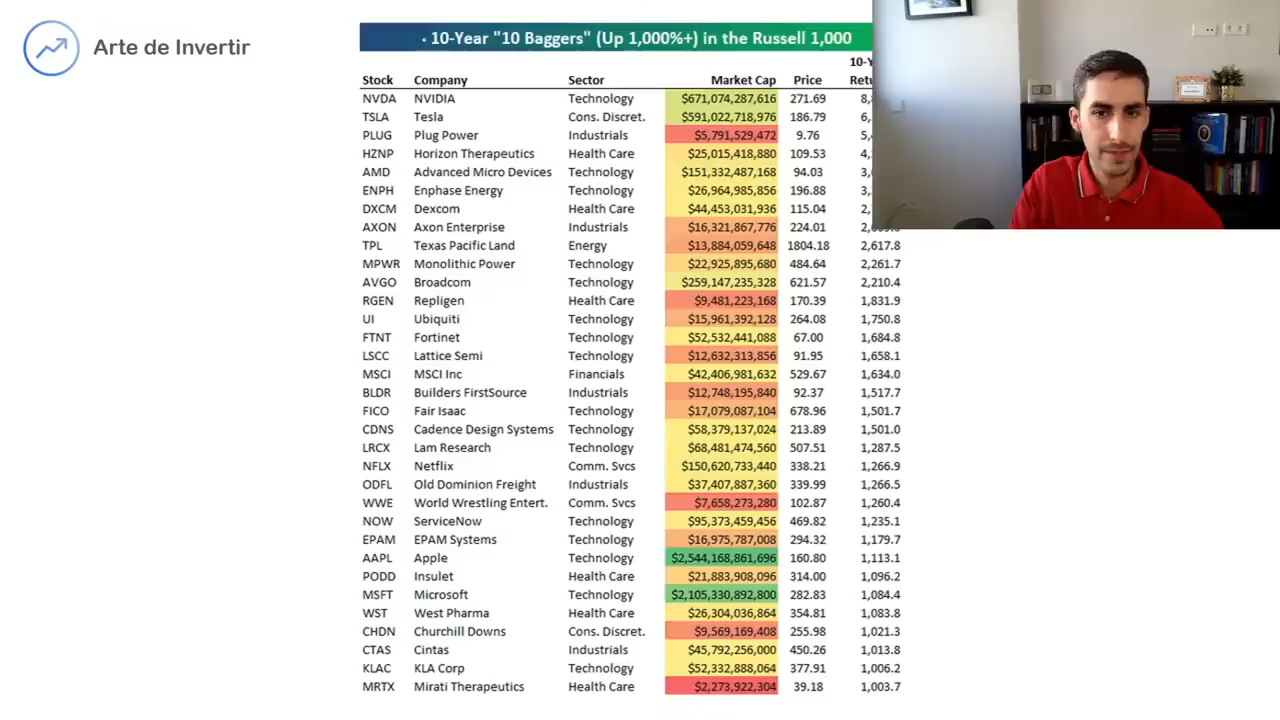 Arte de Invertir
10-Year "10 Baggers" (Up 1,000%+) in the Russell 1,000
Stock Company Sector Market Cap Price
NVDA NVIDIA Technology $671,074,287,616 271.69
TSLA Tesla Cons. Discret. $591,022,718,976 186.79
PLUG Plug Power Industrials $5,791,529,472 9.76
HZNP Horizon Therapeutics Health Care $25,015,418,880 109.53
AMD Advanced Micro Devices Technology $151,332,487,168 94.03
ENPH Enphase Energy Technology $26,964,985,856 196.88
DXCM Dexcom Health Care $44,453,031,936 115.04
AXON Axon Enterprise Industrials $16,321,867,776 224.01
TPL Texas Pacific Land Energy $13,884,059,648 1804.18 2,617.8
MPWR Monolithic Power Technology $22,925,895,680 484.64 2,261.7
AVGO Broadcom Technology $259,147,235,328 621.57 2,210.4
RGEN Repligen Health Care $9,481,223,168 170.39 1,831.9
UI Ubiquiti Technology $15,961,392,128 264.08 1,750.8
FTNT Fortinet Technology $52,532,441,088 67.00 1,684.8
LSCC Lattice Semi Technology $12,632,313,856 91.95 1,658.1
MSCI MSCI Inc Financials $42,406,981,632 529.67 1,634.0
BLDR Builders FirstSource Industrials $12,748,195,840 92.37 1,517.7
FICO Fair Isaac Technology $17,079,087,104 678.96 1,501.7
CDNS Cadence Design Systems Technology $58,379,137,024 213.89 1,501.0
LRCX Lam Research Technology $68,481,474,560 507.51 1,287.5
NFLX Netflix Comm. Svcs $150,620,733,440 338.21 1,266.9
ODFL Old Dominion Freight Industrials $37,407,887,360 339.99 1,266.5
WWE World Wrestling Entert. Comm. Svcs $7,658,273,280 102.87 1,260.4
NOW ServiceNow Technology $95,373,459,456 469.82 1,235.1
EPAM EPAM Systems Technology $16,975,787,008 294.32 1,179.7
AAPL Apple Technology $2,544,168,861,696 160.80 1,113.1
PODD Insulet Health Care $21,883,908,096 314.00 1,096.2
MSFT Microsoft Technology $2,105,330,892,800 282.83 1,084.4
WST West Pharma Health Care $26,304,036,864 354.81 1,083.8
CHDN Churchill Downs Cons. Discret. $9,569,169,408 255.98 1,021.3
CTAS Cintas Industrials $45,792,256,000 450.26 1,013.8
KLAC KLA Corp Technology $52,332,888,064 377.91 1,006.2
MRTX Mirati Therapeutics Health Care $2,273,922,304 39.18 1,003.7